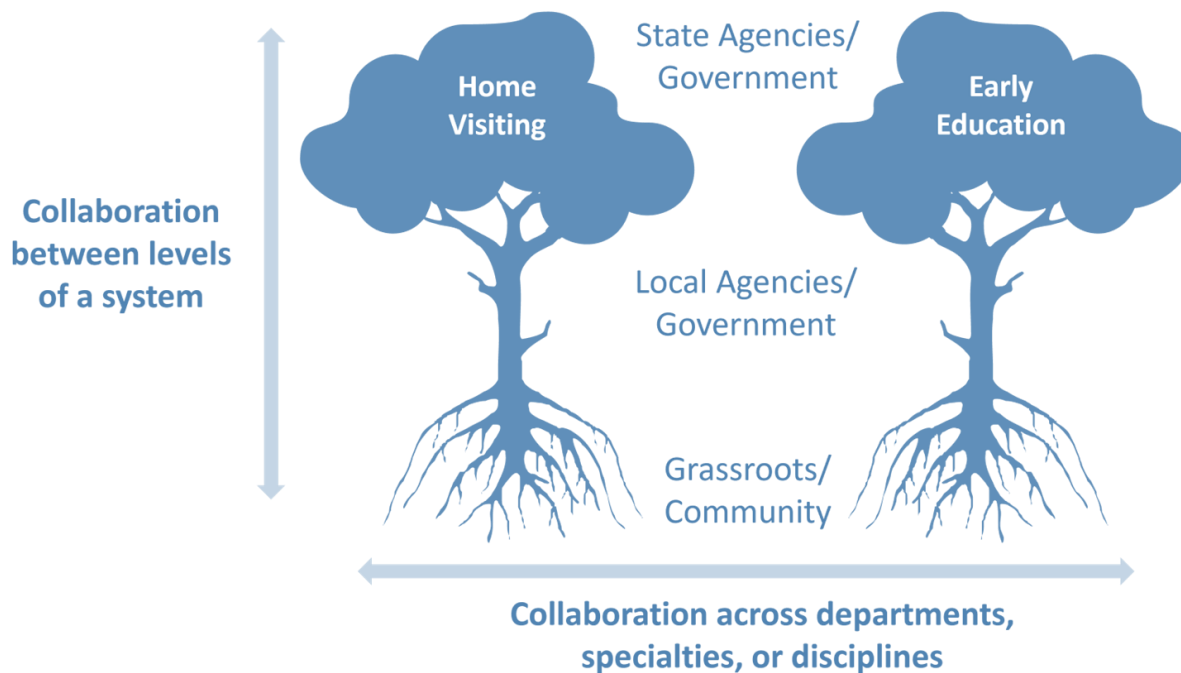 State Agencies/
Government
Home
Visiting
Early
Education
Collaboration
between levels
of a system
Local Agencies/
Government
Grassroots/
Community
Collaboration across departments,
specialties, or disciplines